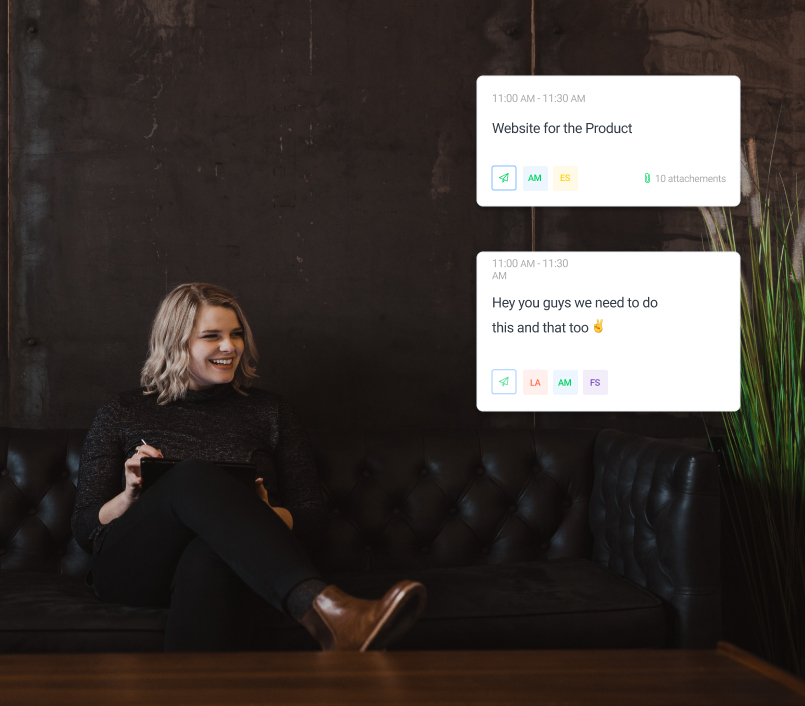 11:00 AM - 11:30 AM
Website for the Product
AM ES 10 attachements
11:00 AM - 11:30
AM
Hey you guys we need to do
this and that too ✌️
LA AM FS